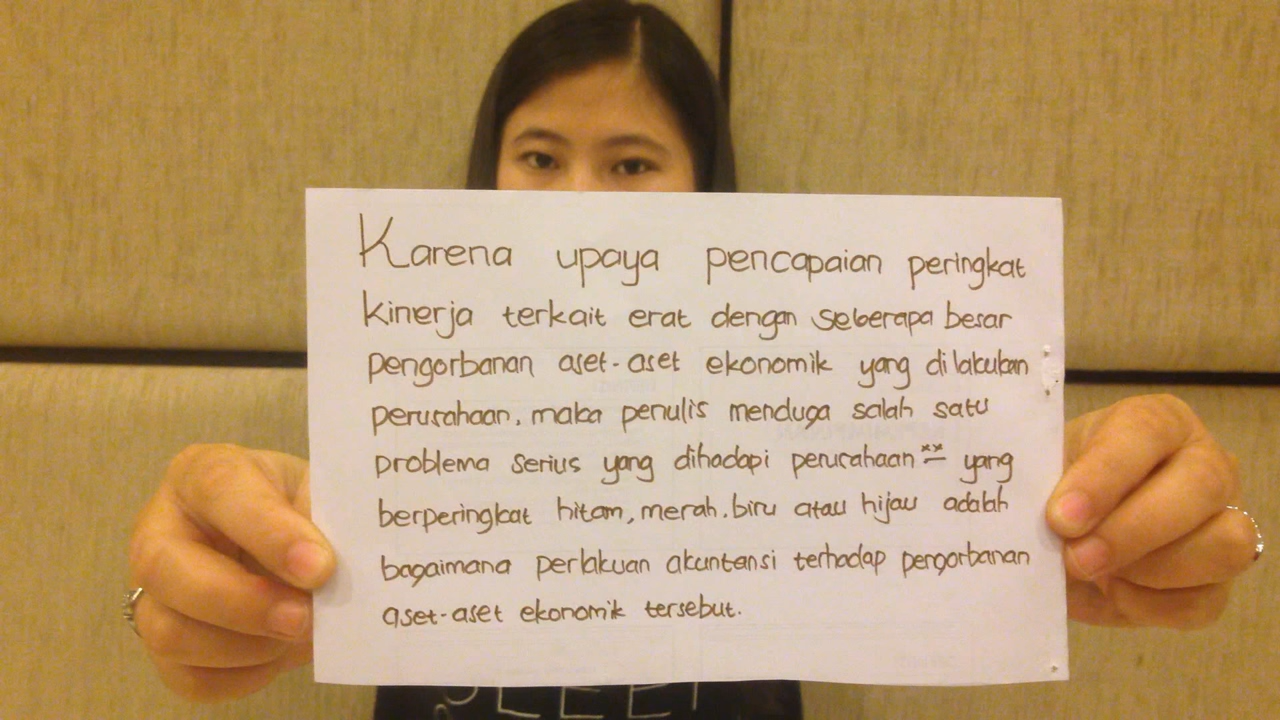 Karena upaya pencapaian peringkat
kinerja terkait erat dengan seberapa besar
pengorbanan aset-aset ekonomik yang dilakukan
perusahaan, maka penulis menduga salah satu
problema serius yang dihadapi perusahaan yang
berperingkat hitam, merah, biru atau hijau adalah
bagaimana perlakuan akuntansi terhadap pengorbanan
aset-aset ekonomik tersebut.